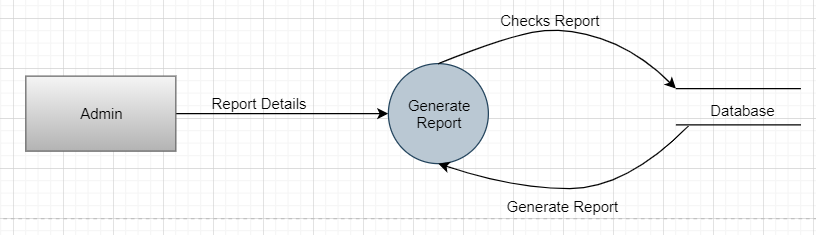 Checks Report
Report Details
Admin
Generate
Report
Database
Generate Report